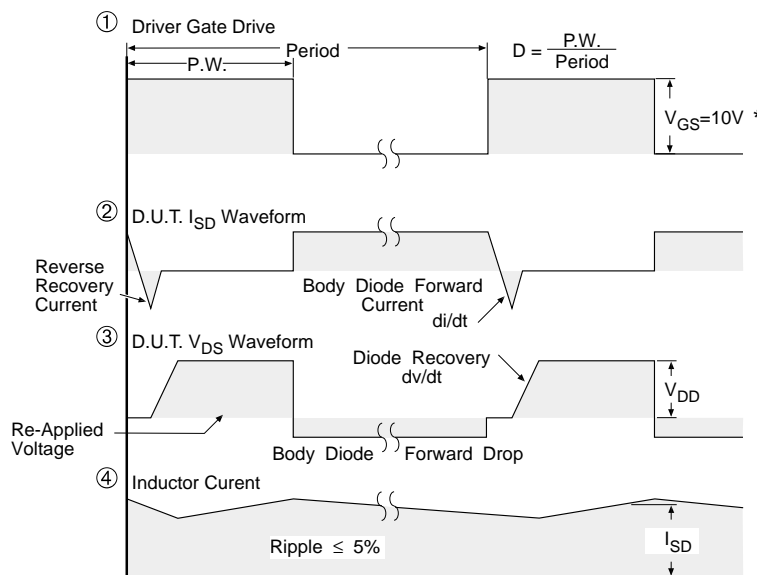 ① Driver Gate Drive
Period
P.W.
D = P.W. / Period
V_GS=10V *
② D.U.T. I_SD Waveform
Reverse
Recovery
Current
Body Diode Forward
Current
di/dt
③ D.U.T. V_DS Waveform
Diode Recovery
dv/dt
V_DD
Re-Applied
Voltage
Body Diode Forward Drop
④ Inductor Curent
Ripple ≤ 5%
I_SD